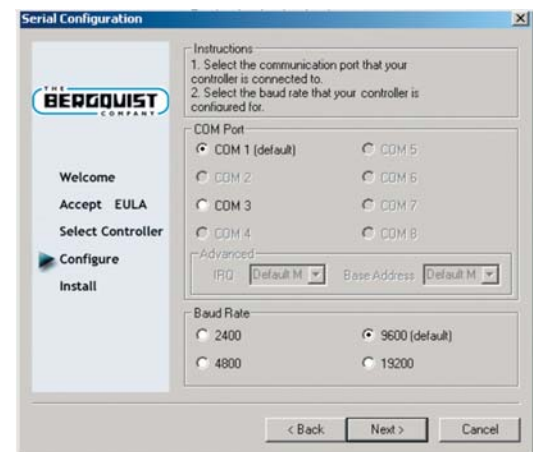 Serial Configuration
Instructions
1. Select the communication port that your
controller is connected to.
2. Select the baud rate that your controller is
configured for.
THE
BERGQUIST
COMPANY
COM Port
COM 1 (default)
COM 5
COM 2
COM 6
COM 3
COM 7
COM 4
COM 8
Advanced
IRQ
Default M
Base Address
Default M
Welcome
Accept EULA
Select Controller
Configure
Install
Baud Rate
2400
9600 (default)
4800
19200
< Back
Next >
Cancel